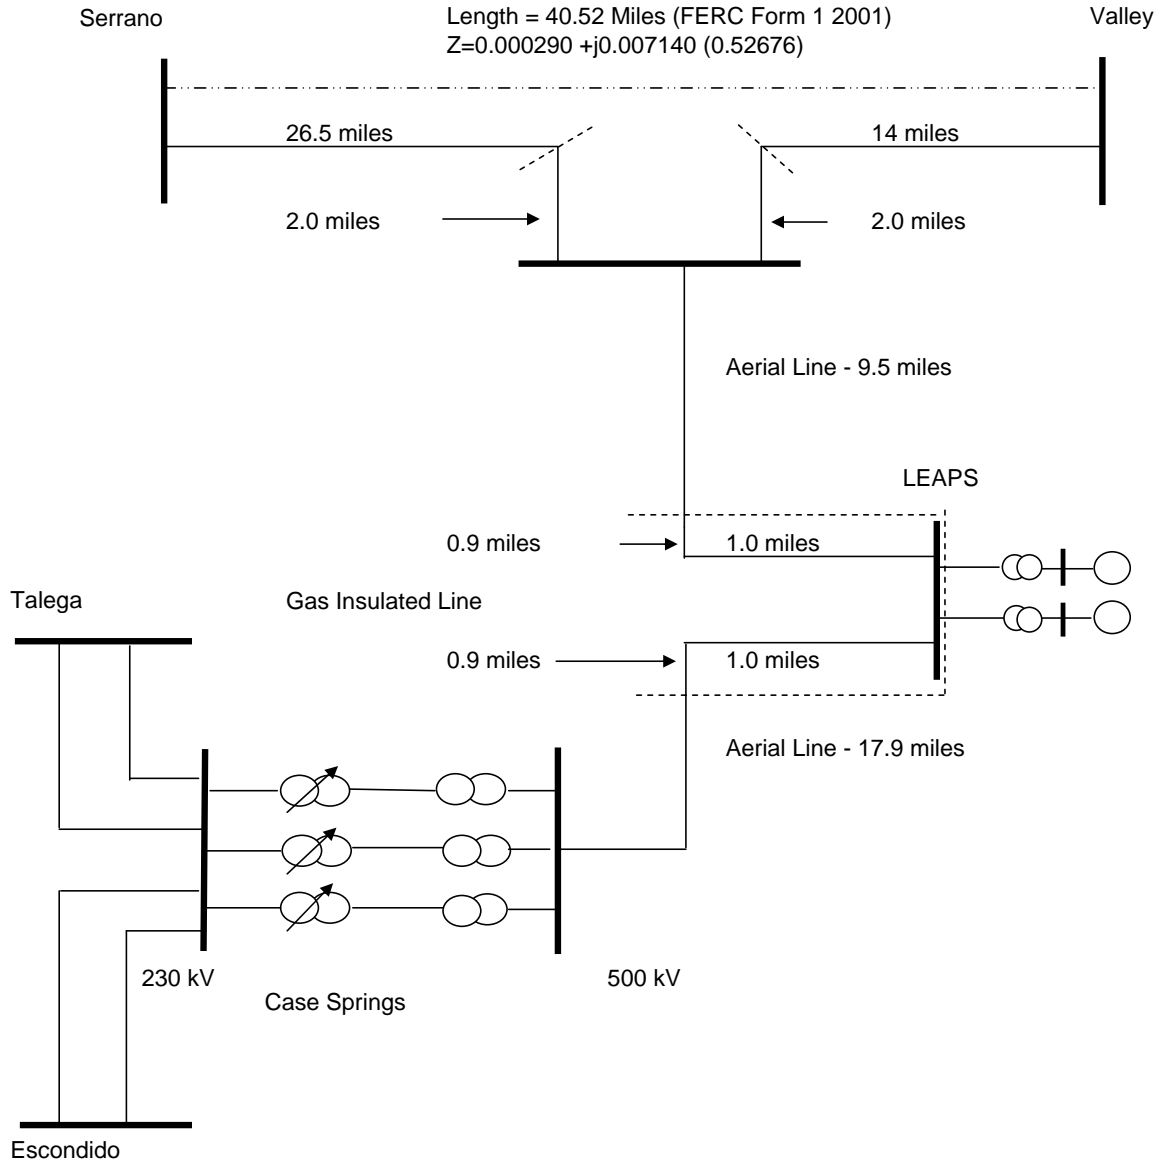 Serrano
Length = 40.52 Miles (FERC Form 1 2001)
Valley
Z=0.000290 +j0.007140 (0.52676)
26.5 miles
14 miles
2.0 miles
2.0 miles
Aerial Line - 9.5 miles
LEAPS
0.9 miles
1.0 miles
Talega
Gas Insulated Line
0.9 miles
1.0 miles
Aerial Line - 17.9 miles
230 kV
500 kV
Case Springs
Escondido